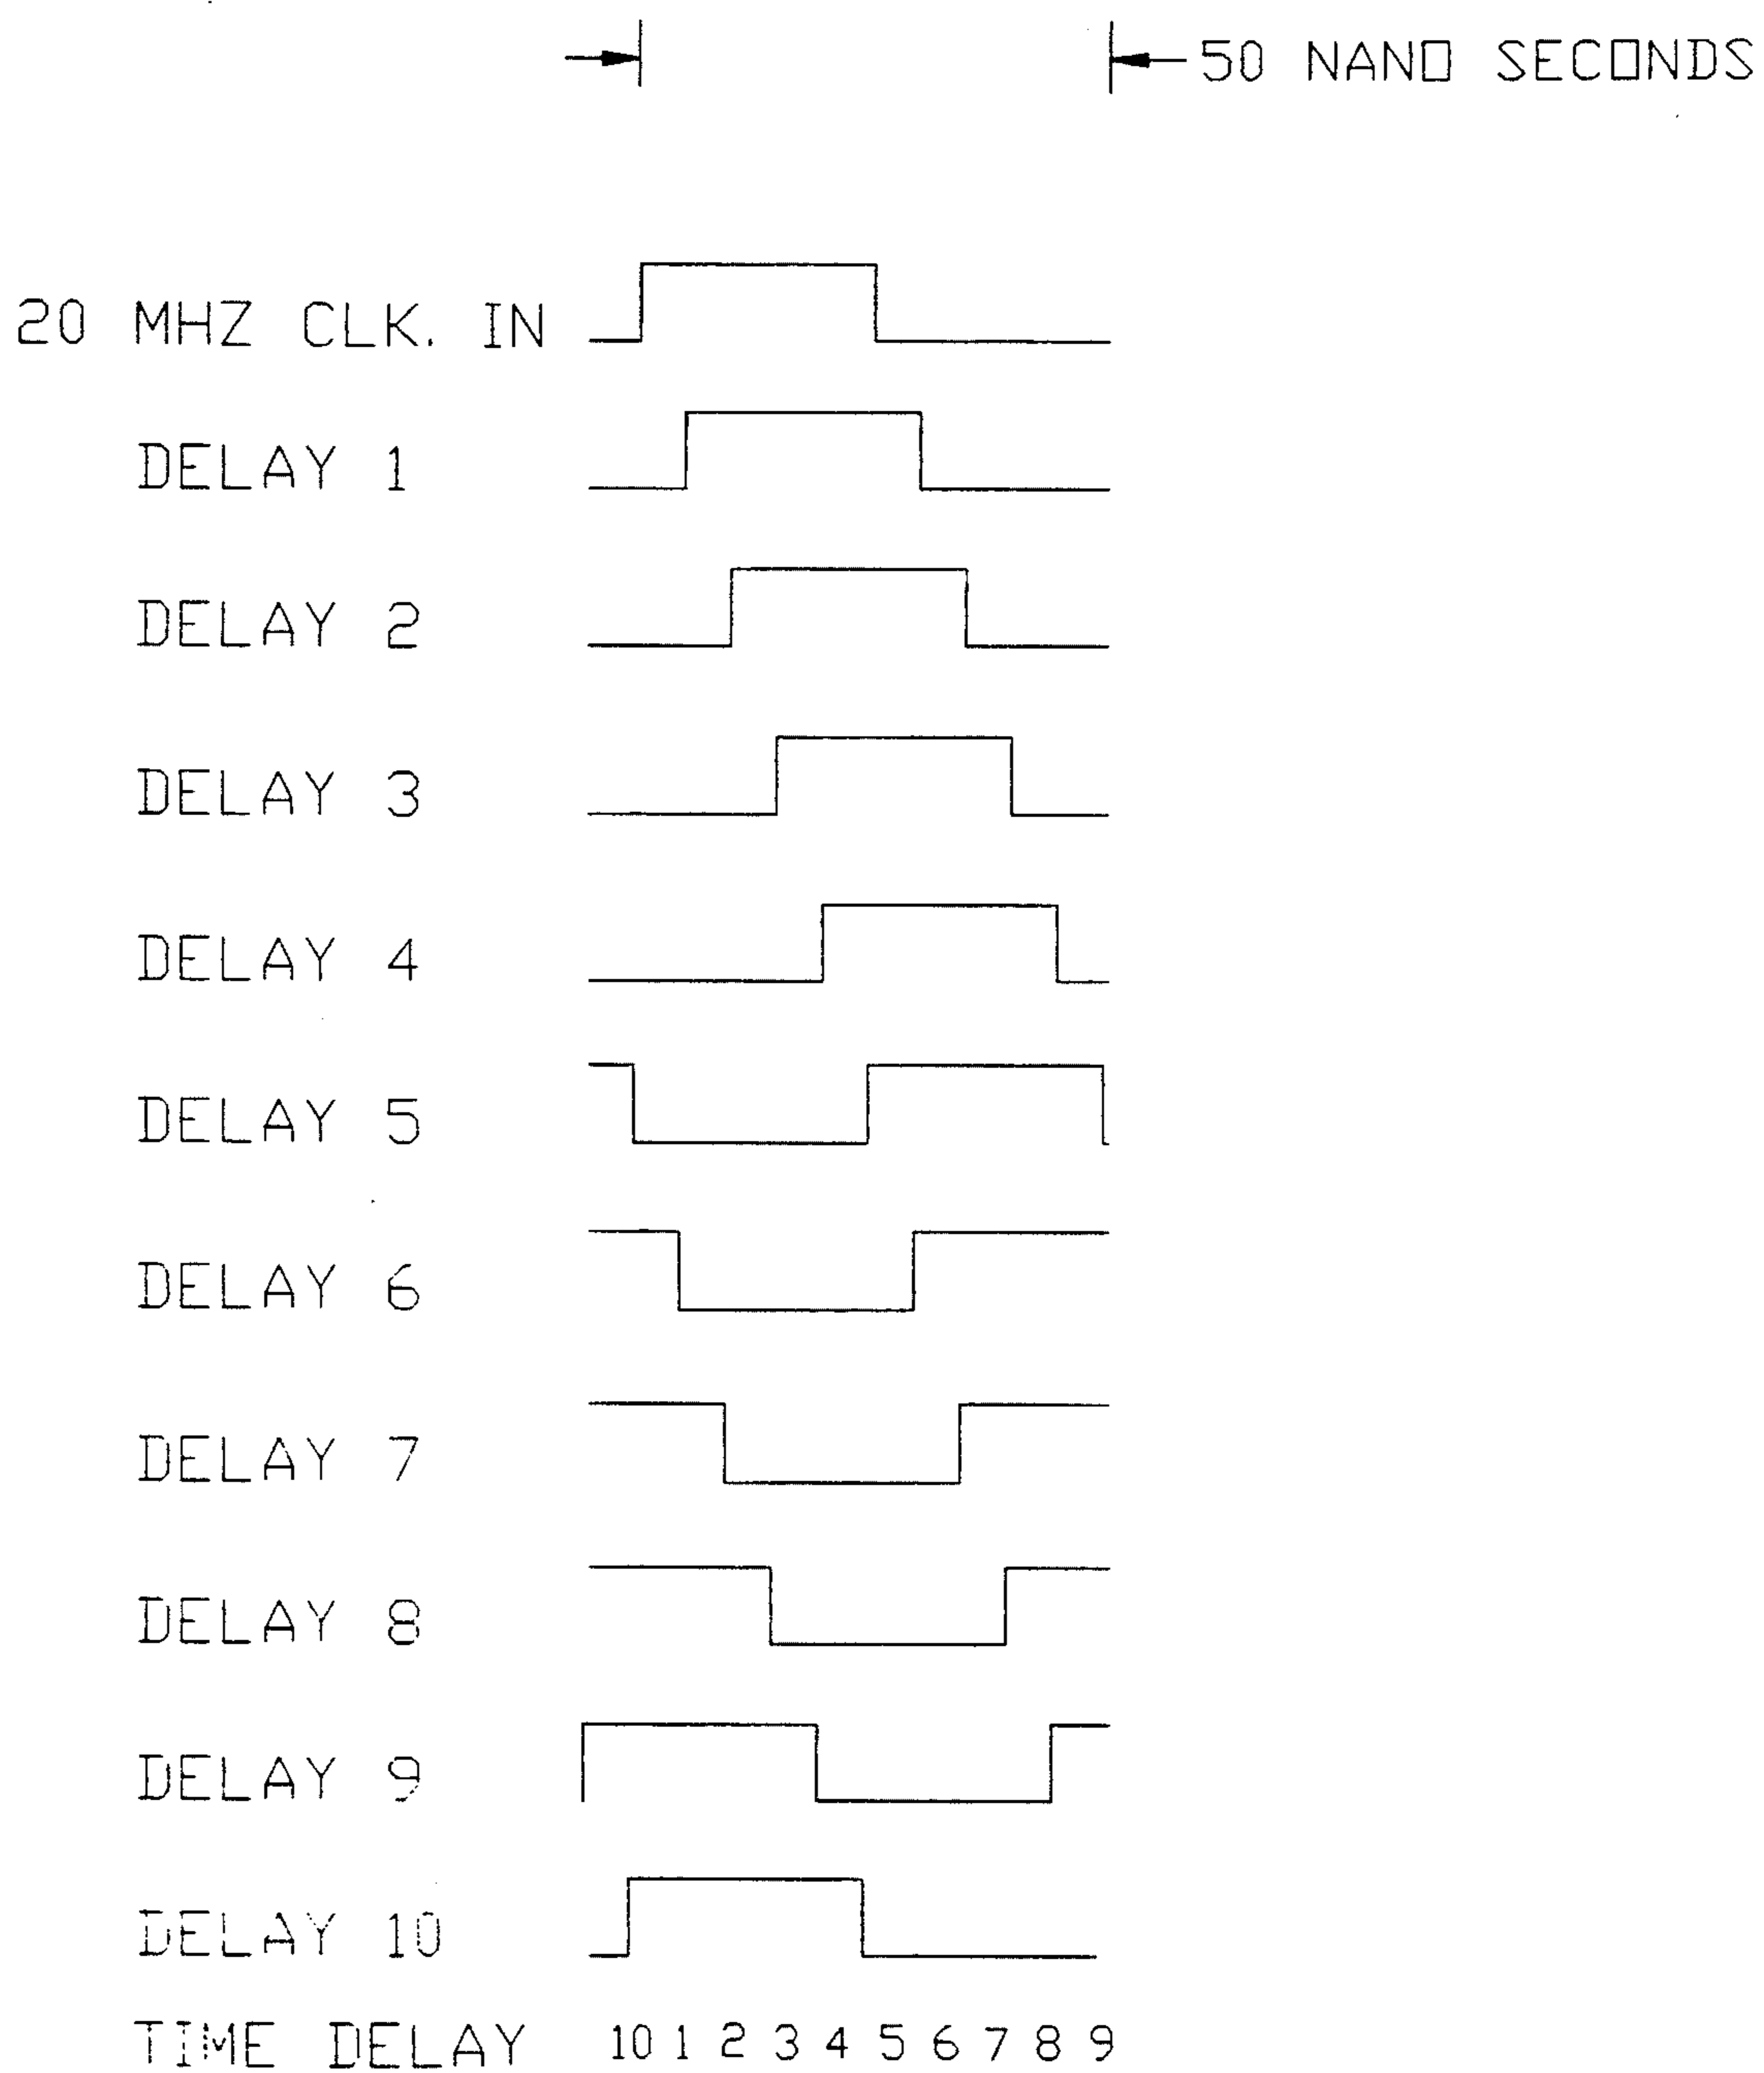 50 NANO SECONDS
20 MHZ CLK. IN
DELAY 1
DELAY 2
DELAY 3
DELAY 4
DELAY 5
DELAY 6
DELAY 7
DELAY 8
DELAY 9
DELAY 10
TIME DELAY 10 1 2 3 4 5 6 7 8 9